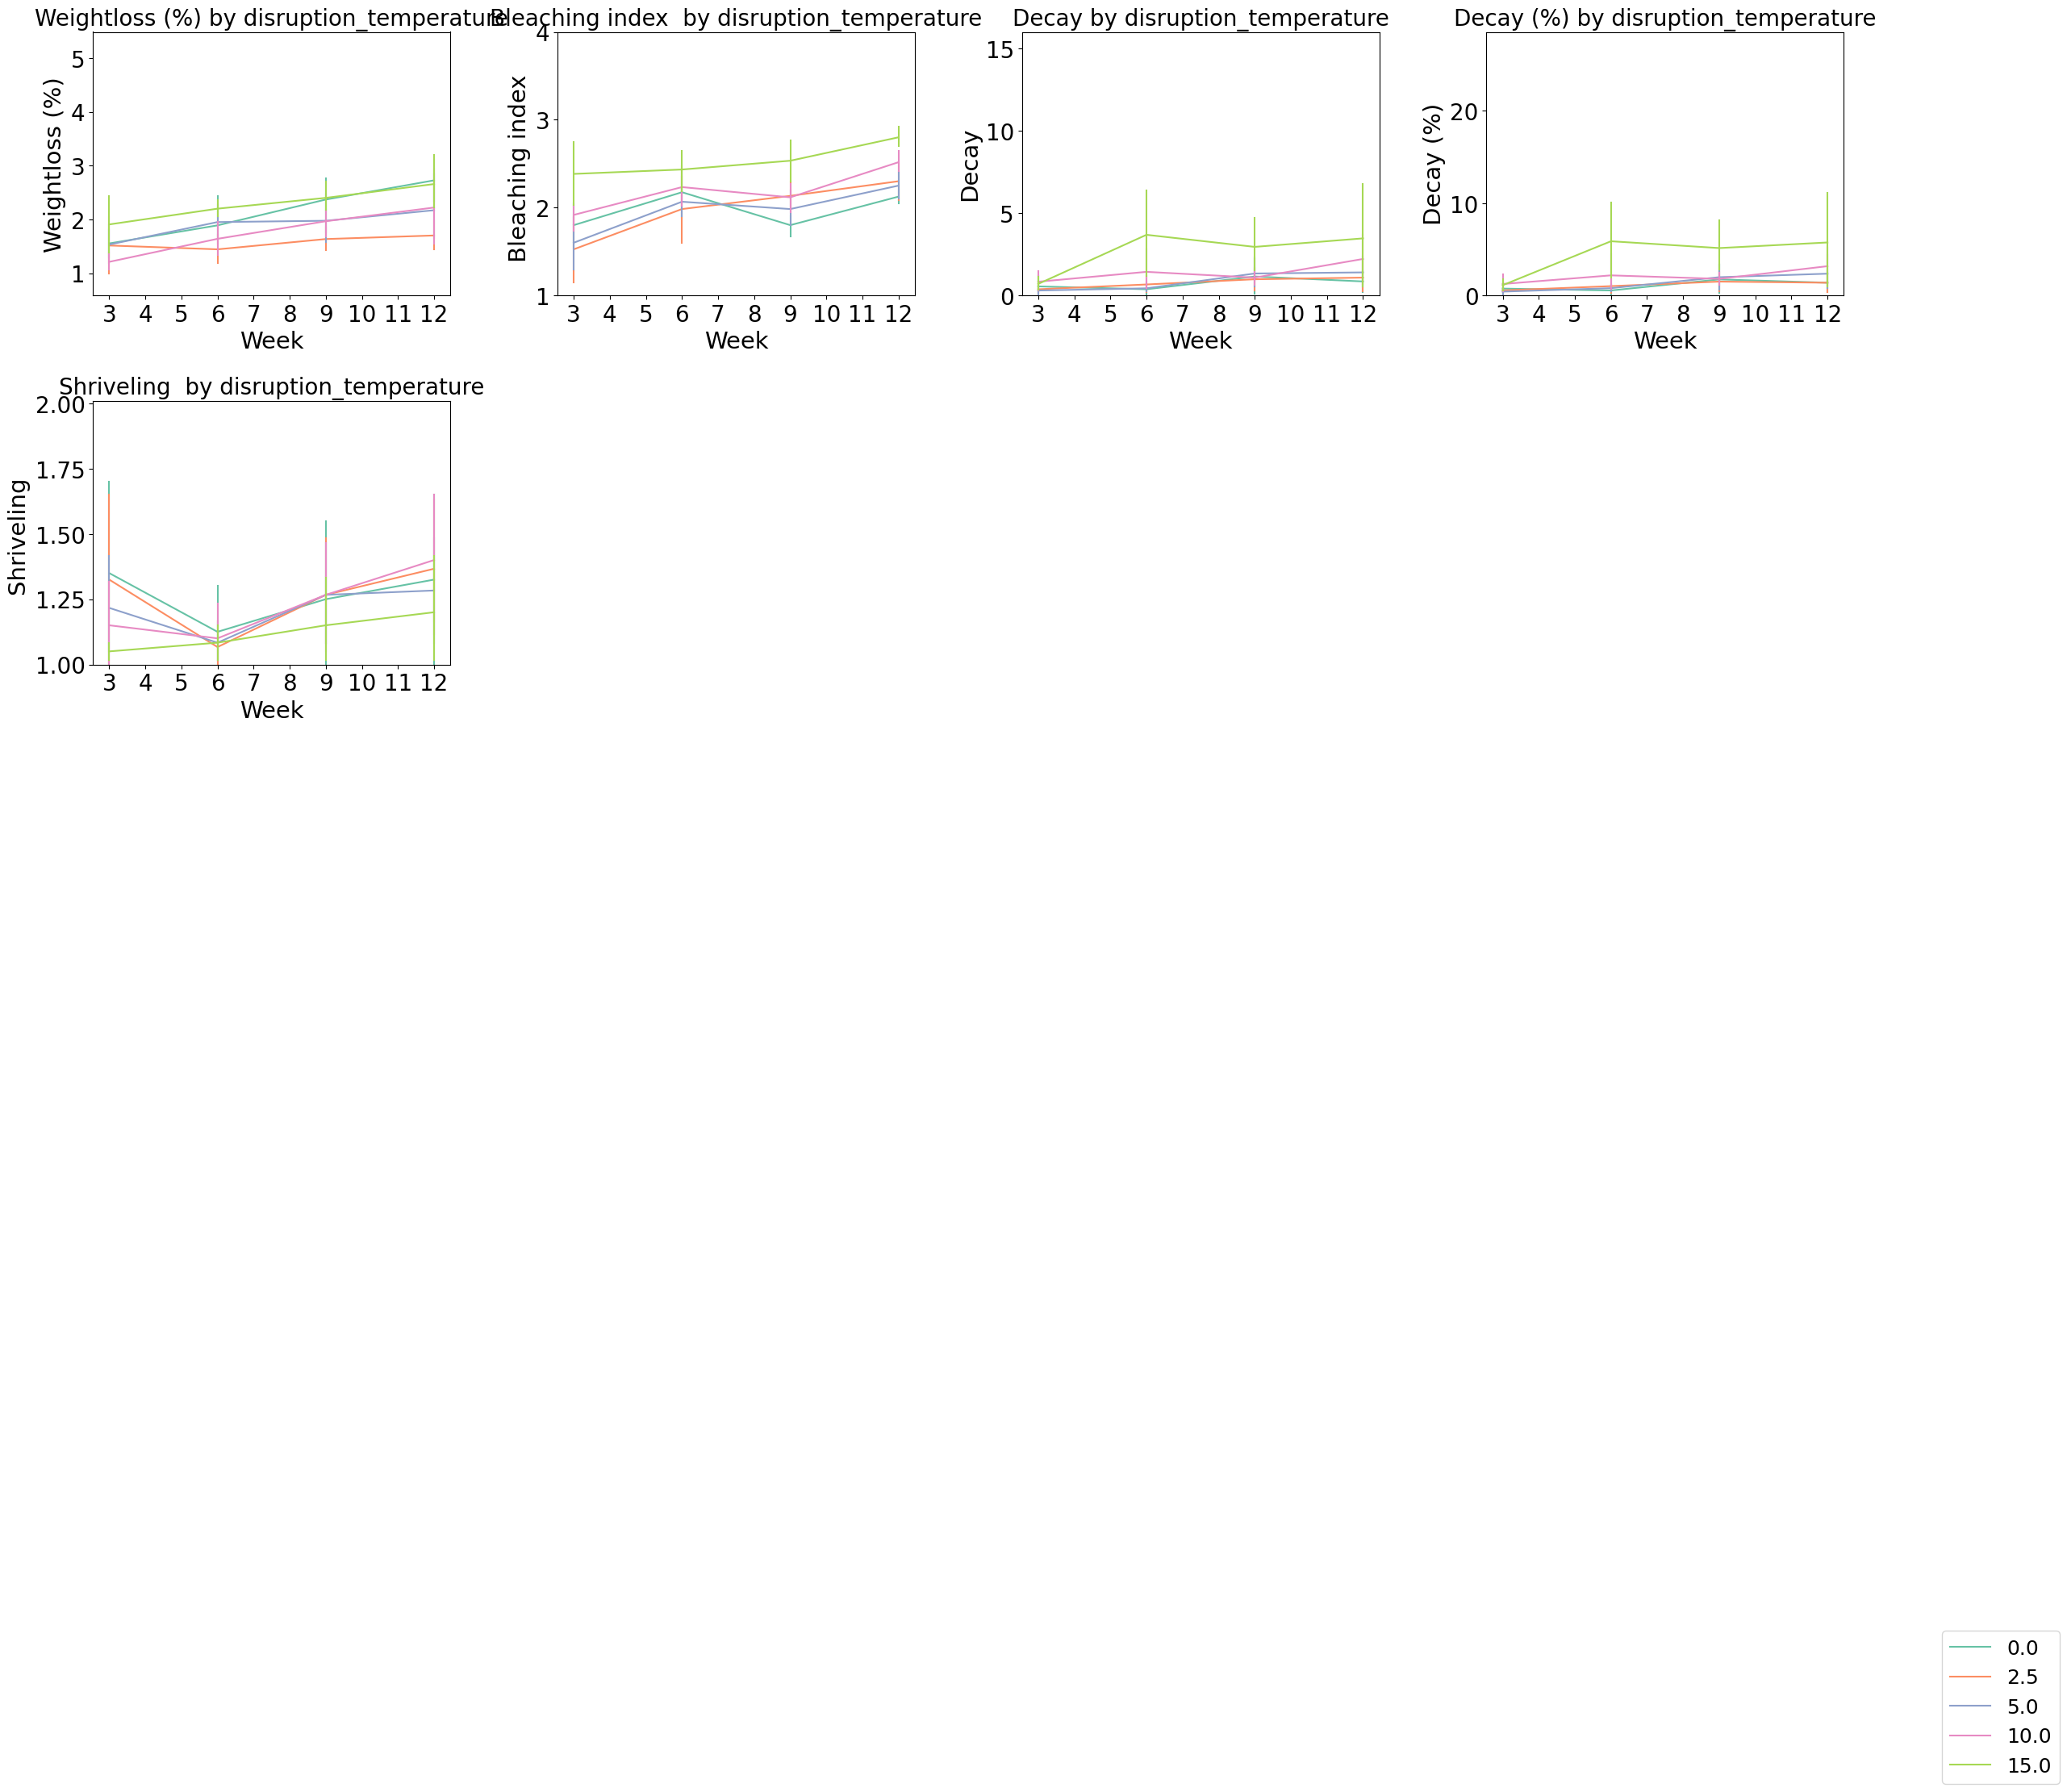 Weightloss (%) by disruption_temperature
Bleaching index  by disruption_temperature
Decay by disruption_temperature
Decay (%) by disruption_temperature
Weightloss (%)
5
4
3
2
1
3 4 5 6 7 8 9 10 11 12
Week
Bleaching index
4
3
2
1
3 4 5 6 7 8 9 10 11 12
Week
Decay
15
10
5
0
3 4 5 6 7 8 9 10 11 12
Week
Decay (%)
20
10
0
3 4 5 6 7 8 9 10 11 12
Week
Shriveling  by disruption_temperature
Shriveling
2.00
1.75
1.50
1.25
1.00
3 4 5 6 7 8 9 10 11 12
Week
0.0
2.5
5.0
10.0
15.0